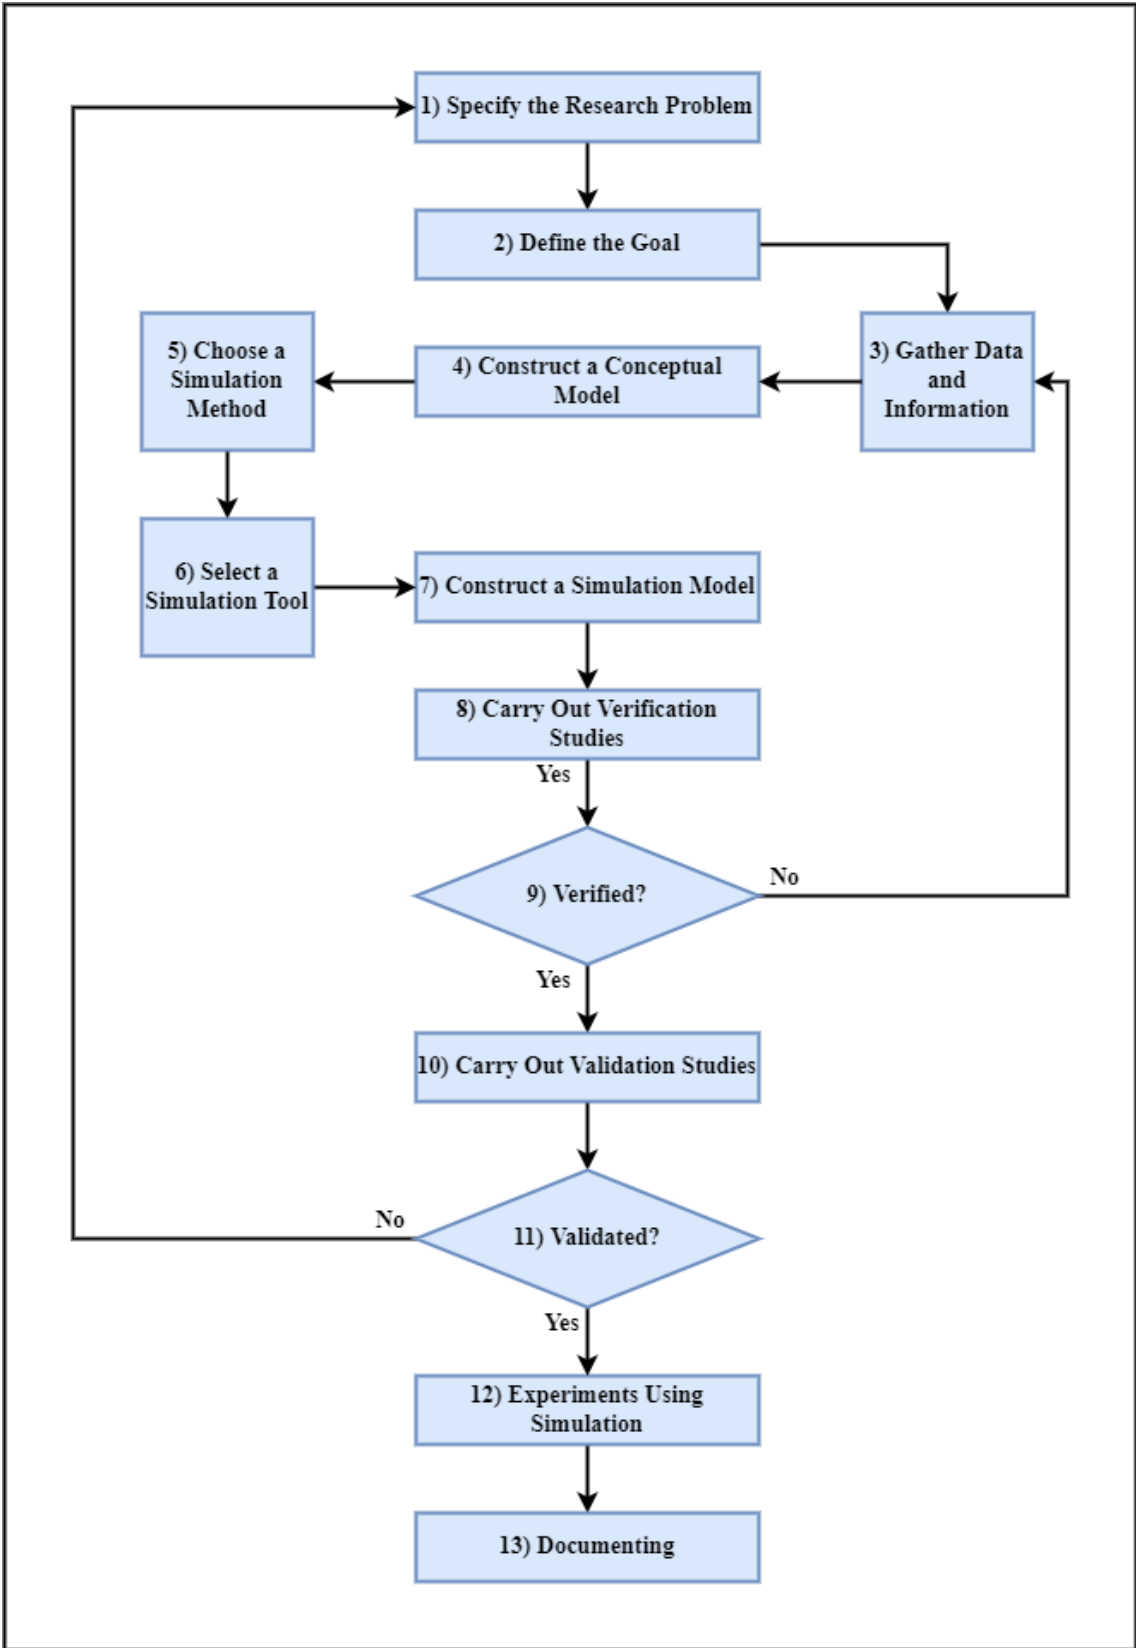 1) Specify the Research Problem
2) Define the Goal
3) Gather Data
and
Information
4) Construct a Conceptual
Model
5) Choose a
Simulation
Method
6) Select a
Simulation Tool
7) Construct a Simulation Model
8) Carry Out Verification
Studies
Yes
9) Verified?
No
Yes
10) Carry Out Validation Studies
11) Validated?
No
Yes
12) Experiments Using
Simulation
13) Documenting